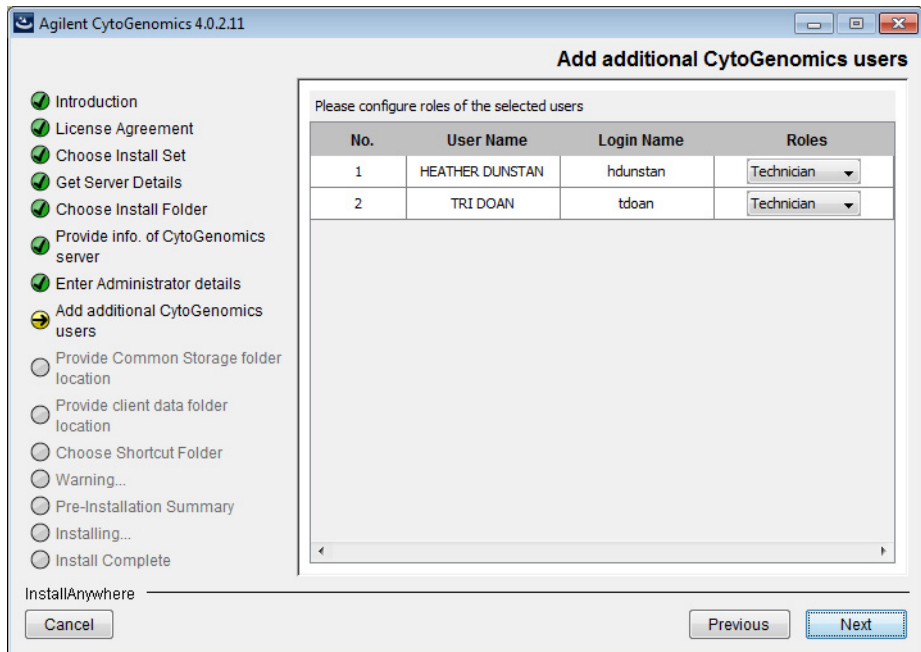 Agilent CytoGenomics 4.0.2.11
Add additional CytoGenomics users
Introduction
License Agreement
Choose Install Set
Get Server Details
Choose Install Folder
Provide info. of CytoGenomics
server
Enter Administrator details
Add additional CytoGenomics
users
Provide Common Storage folder
location
Provide client data folder
location
Choose Shortcut Folder
Warning...
Pre-Installation Summary
Installing...
Install Complete
Please configure roles of the selected users
No. User Name Login Name Roles
1 HEATHER DUNSTAN hdunstan Technician
2 TRI DOAN tdoan Technician
InstallAnywhere
Cancel Previous Next